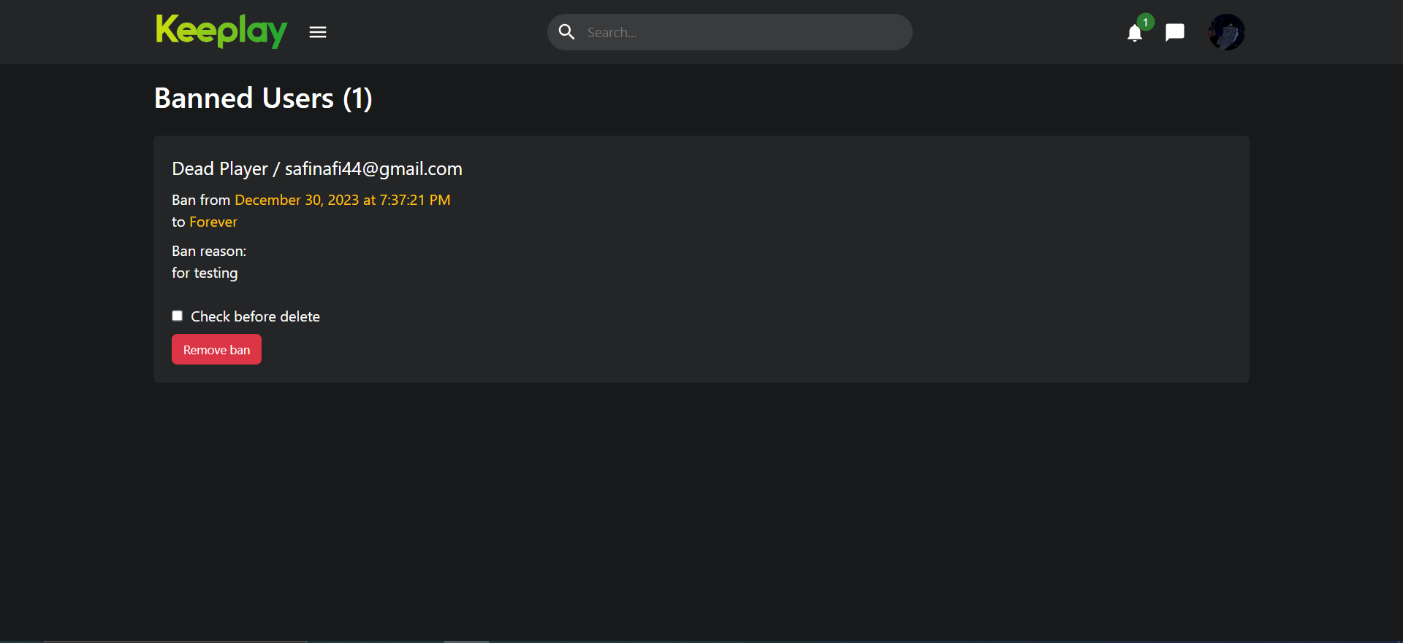 Keeplay
Search...
1
Banned Users (1)
Dead Player / safinafi44@gmail.com
Ban from December 30, 2023 at 7:37:21 PM
to Forever
Ban reason:
for testing
Check before delete
Remove ban